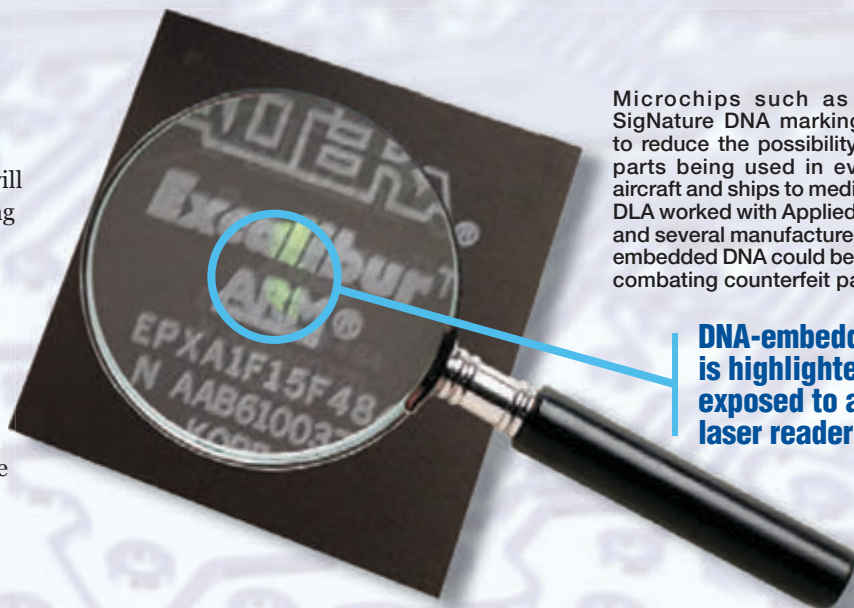 ill
g
e
Excalibur
ARM®
EPXA1F15F48
N AAB61003
Microchips such as
SigNature DNA marking
to reduce the possibility
parts being used in ev
aircraft and ships to medi
DLA worked with Applied
and several manufacture
embedded DNA could be
combating counterfeit pa
DNA-embedd
is highlighte
exposed to a
laser reader